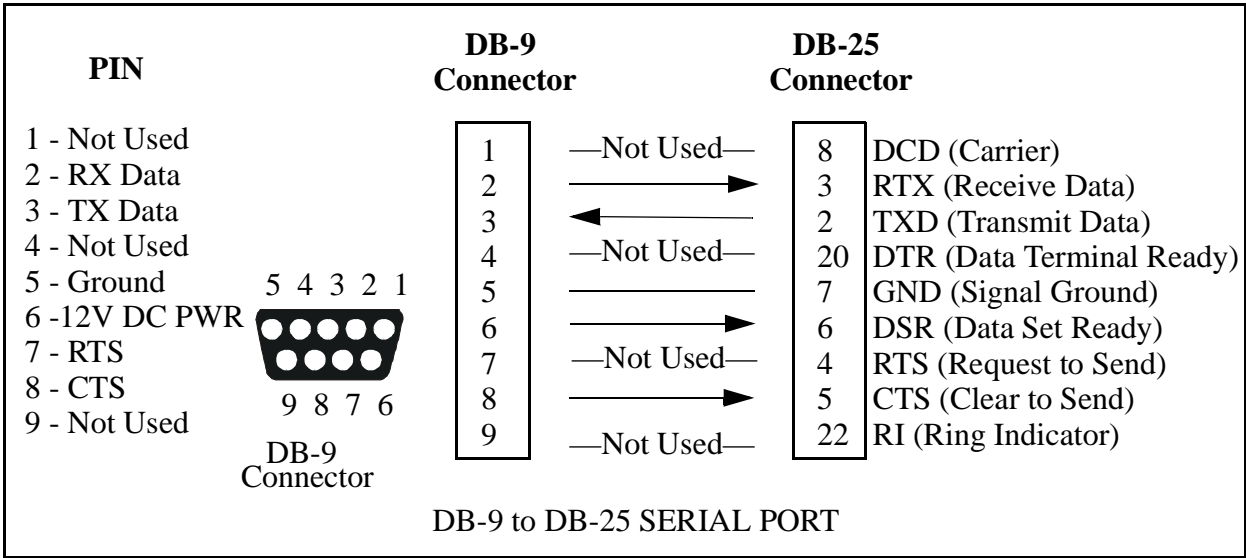 PIN
1 - Not Used
2 - RX Data
3 - TX Data
4 - Not Used
5 - Ground
6 -12V DC PWR
7 - RTS
8 - CTS
9 - Not Used
5 4 3 2 1
9 8 7 6
DB-9
Connector
DB-9
Connector
DB-25
Connector
1 —Not Used— 8 DCD (Carrier)
2 3 RTX (Receive Data)
3 2 TXD (Transmit Data)
4 —Not Used— 20 DTR (Data Terminal Ready)
5 7 GND (Signal Ground)
6 6 DSR (Data Set Ready)
7 —Not Used— 4 RTS (Request to Send)
8 5 CTS (Clear to Send)
9 —Not Used— 22 RI (Ring Indicator)
DB-9 to DB-25 SERIAL PORT